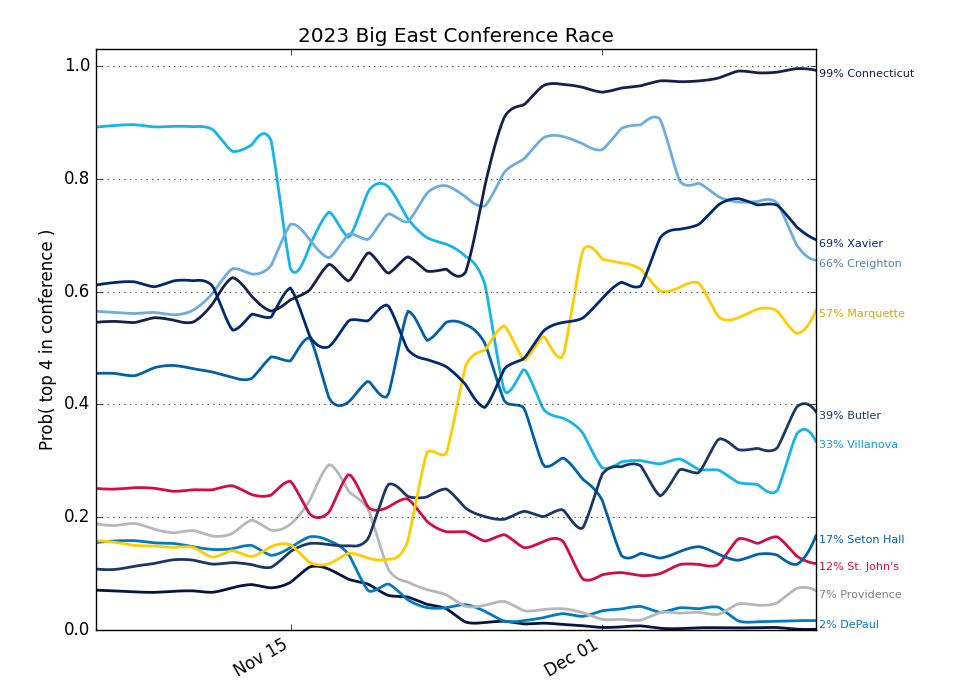 2023 Big East Conference Race
Prob( top 4 in conference )
1.0
0.8
0.6
0.4
0.2
0.0
Nov 15
Dec 01
99% Connecticut
69% Xavier
66% Creighton
57% Marquette
39% Butler
33% Villanova
17% Seton Hall
12% St. John's
7% Providence
2% DePaul